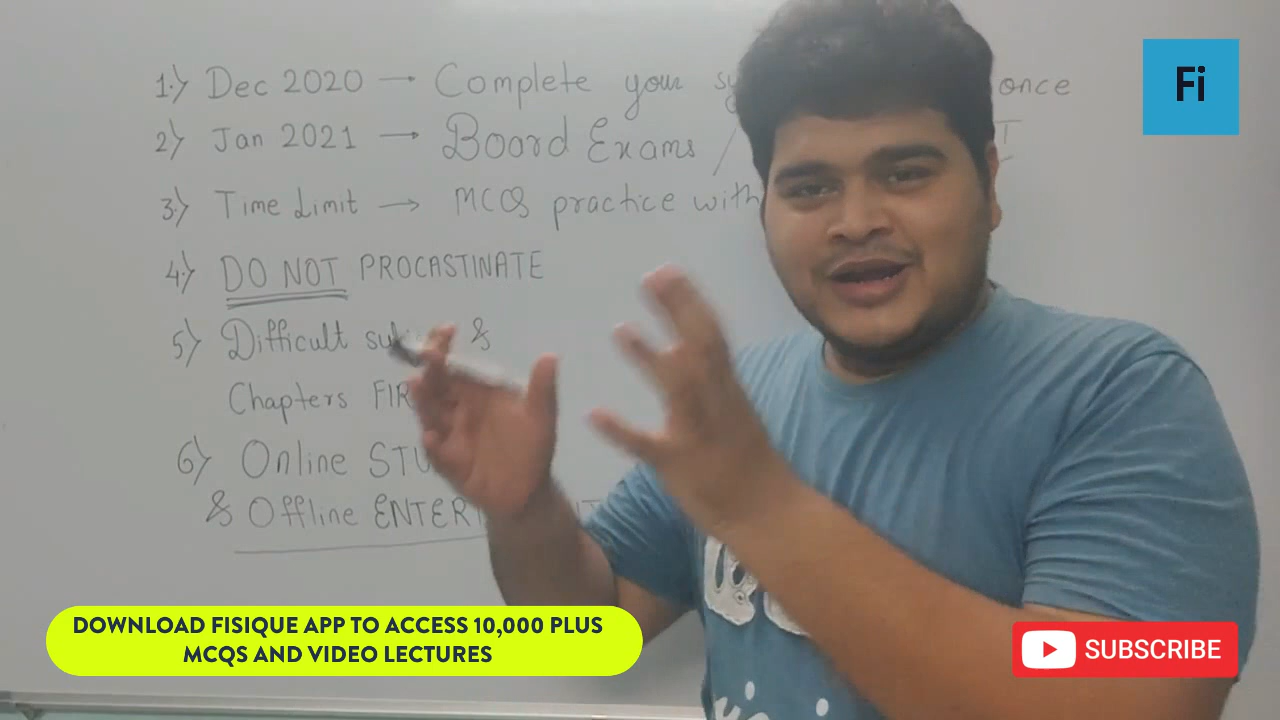 1.) Dec 2020 → Complete your once
2) Jan 2021 → Board Exams /
3.) Time Limit → MCQs practice with
4.) DO NOT PROCASTINATE
5) Difficult &
Chapters
6) Online
& Offline
Fi
DOWNLOAD FISIQUE APP TO ACCESS 10,000 PLUS
MCQS AND VIDEO LECTURES
SUBSCRIBE